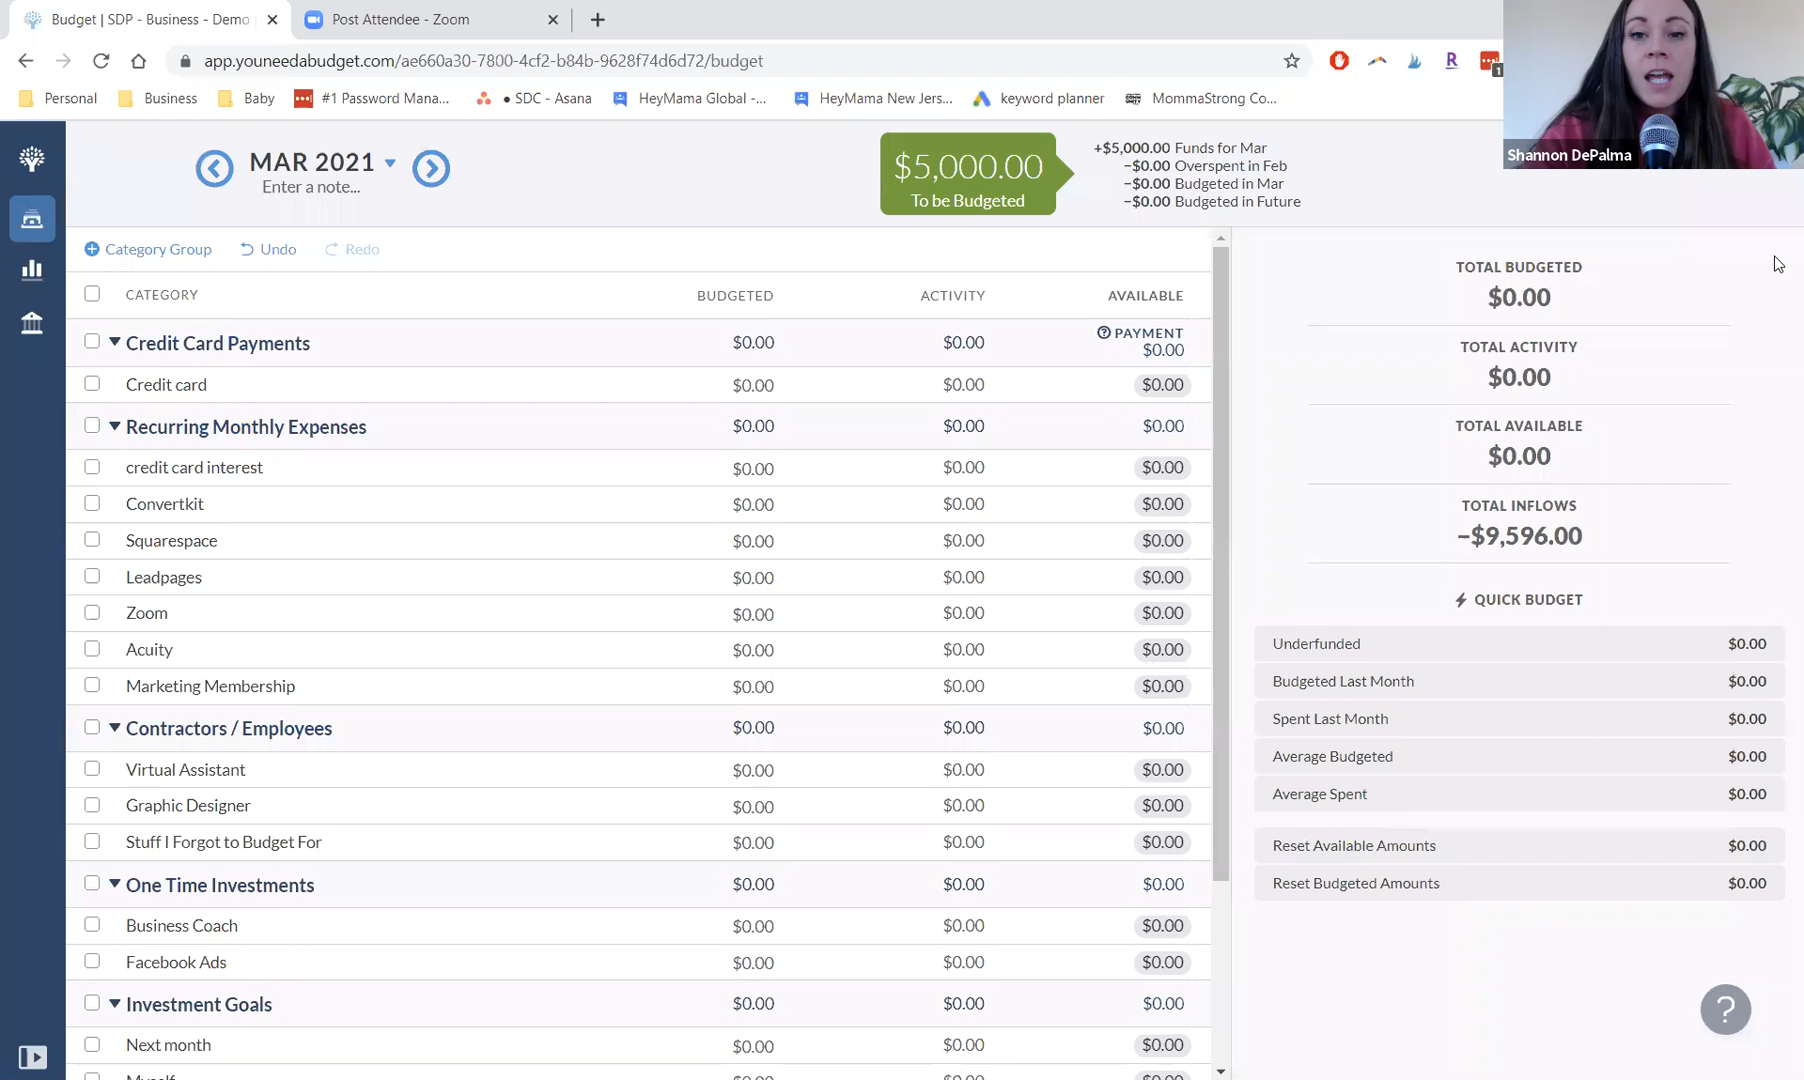 Budget | SDP - Business - Demo
Post Attendee - Zoom
app.youneedabudget.com/ae660a30-7800-4cf2-b84b-9628f74d6d72/budget
R
1
Personal
Business
Baby
#1 Password Mana...
• SDC - Asana
HeyMama Global -...
HeyMama New Jers...
keyword planner
MommaStrong Co...
Shannon DePalma
MAR 2021
Enter a note...
$5,000.00
To be Budgeted
+$5,000.00 Funds for Mar
−$0.00 Overspent in Feb
−$0.00 Budgeted in Mar
−$0.00 Budgeted in Future
Category Group
Undo
Redo
CATEGORY BUDGETED ACTIVITY AVAILABLE
PAYMENT
Credit Card Payments $0.00 $0.00 $0.00
Credit card $0.00 $0.00 $0.00
Recurring Monthly Expenses $0.00 $0.00 $0.00
credit card interest $0.00 $0.00 $0.00
Convertkit $0.00 $0.00 $0.00
Squarespace $0.00 $0.00 $0.00
Leadpages $0.00 $0.00 $0.00
Zoom $0.00 $0.00 $0.00
Acuity $0.00 $0.00 $0.00
Marketing Membership $0.00 $0.00 $0.00
Contractors / Employees $0.00 $0.00 $0.00
Virtual Assistant $0.00 $0.00 $0.00
Graphic Designer $0.00 $0.00 $0.00
Stuff I Forgot to Budget For $0.00 $0.00 $0.00
One Time Investments $0.00 $0.00 $0.00
Business Coach $0.00 $0.00 $0.00
Facebook Ads $0.00 $0.00 $0.00
Investment Goals $0.00 $0.00 $0.00
Next month $0.00 $0.00 $0.00
Myself $0.00 $0.00 $0.00
TOTAL BUDGETED
$0.00
TOTAL ACTIVITY
$0.00
TOTAL AVAILABLE
$0.00
TOTAL INFLOWS
−$9,596.00
QUICK BUDGET
Underfunded $0.00
Budgeted Last Month $0.00
Spent Last Month $0.00
Average Budgeted $0.00
Average Spent $0.00
Reset Available Amounts $0.00
Reset Budgeted Amounts $0.00
?